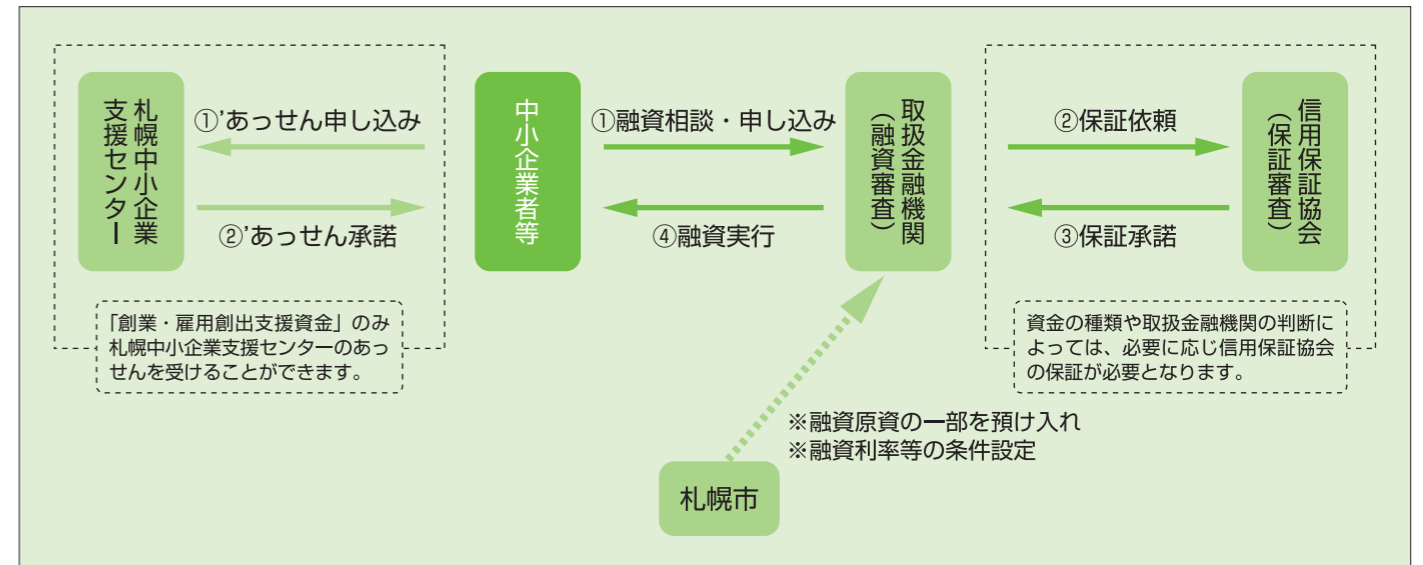 札幌中小企業
支援センター
①’あっせん申し込み
②’あっせん承諾
「創業・雇用創出支援資金」のみ
札幌中小企業支援センターのあっ
せんを受けることができます。
中小企業者等
①融資相談・申し込み
④融資実行
取扱金融機関
（融資審査）
②保証依頼
③保証承諾
信用保証協会
（保証審査）
資金の種類や取扱金融機関の判断に
よっては、必要に応じ信用保証協会
の保証が必要となります。
※融資原資の一部を預け入れ
※融資利率等の条件設定
札幌市